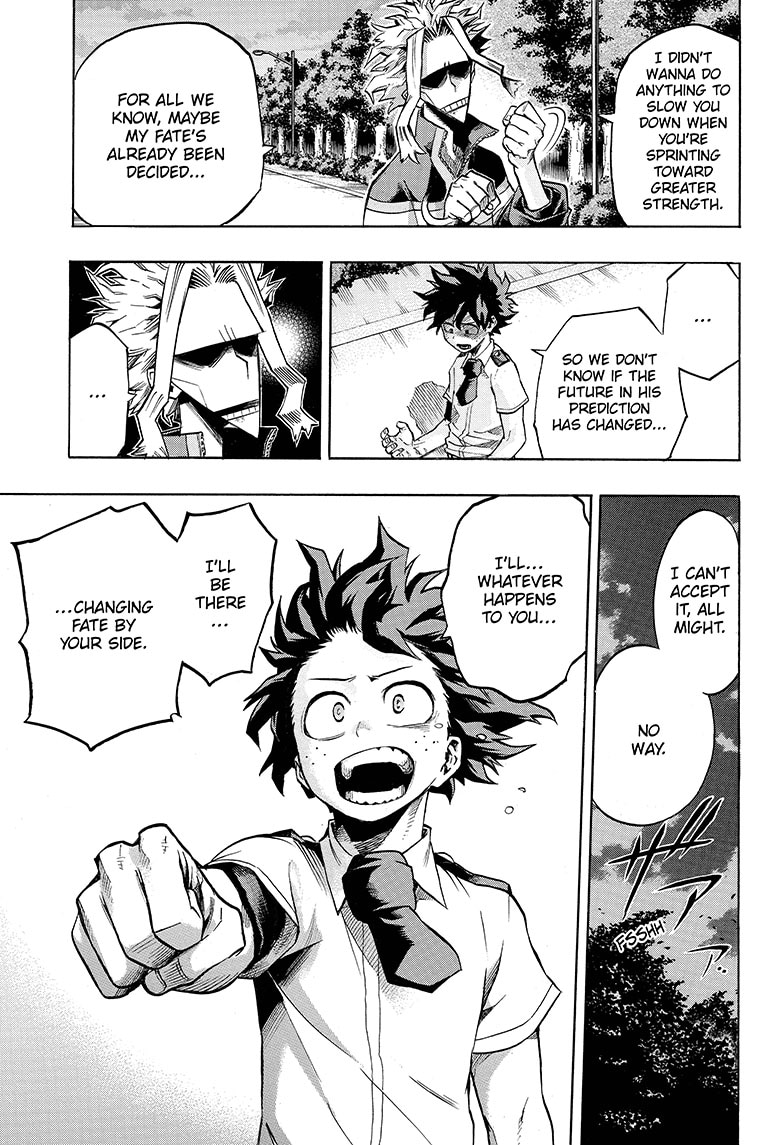 I DIDN'T
WANNA DO
ANYTHING TO
SLOW YOU
DOWN WHEN
YOU'RE
SPRINTING
TOWARD
GREATER
STRENGTH.
FOR ALL WE
KNOW, MAYBE
MY FATE'S
ALREADY BEEN
DECIDED...
...
SO WE DON'T
KNOW IF THE
FUTURE IN HIS
PREDICTION
HAS CHANGED...
...
I CAN'T
ACCEPT
IT, ALL
MIGHT.
NO
WAY.
ザアア…
FSSHH
I'LL...
WHATEVER
HAPPENS
TO YOU...
I'LL
BE
THERE
...
...CHANGING
FATE BY
YOUR SIDE.